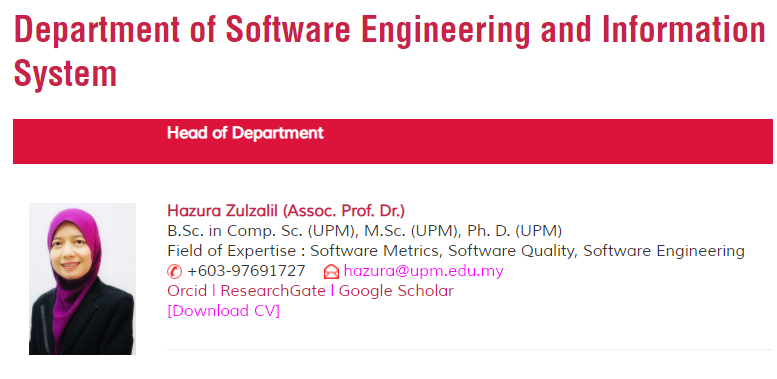 Department of Software Engineering and Information
System
Head of Department
Hazura Zulzalil (Assoc. Prof. Dr.)
B.Sc. in Comp. Sc. (UPM), M.Sc. (UPM), Ph. D. (UPM)
Field of Expertise : Software Metrics, Software Quality, Software Engineering
+603-97691727 hazura@upm.edu.my
Orcid | ResearchGate | Google Scholar
[Download CV]